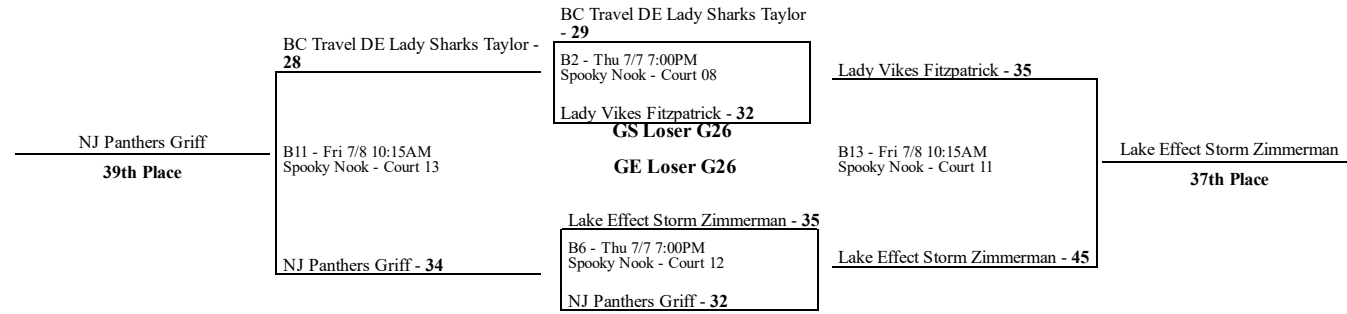 BC Travel DE Lady Sharks Taylor
- 29
BC Travel DE Lady Sharks Taylor -
28
B2 - Thu 7/7 7:00PM
Spooky Nook - Court 08
Lady Vikes Fitzpatrick - 35
Lady Vikes Fitzpatrick - 32
GS Loser G26
NJ Panthers Griff
39th Place
B11 - Fri 7/8 10:15AM
Spooky Nook - Court 13
GE Loser G26
B13 - Fri 7/8 10:15AM
Spooky Nook - Court 11
Lake Effect Storm Zimmerman
37th Place
Lake Effect Storm Zimmerman - 35
B6 - Thu 7/7 7:00PM
Spooky Nook - Court 12
NJ Panthers Griff - 34
Lake Effect Storm Zimmerman - 45
NJ Panthers Griff - 32